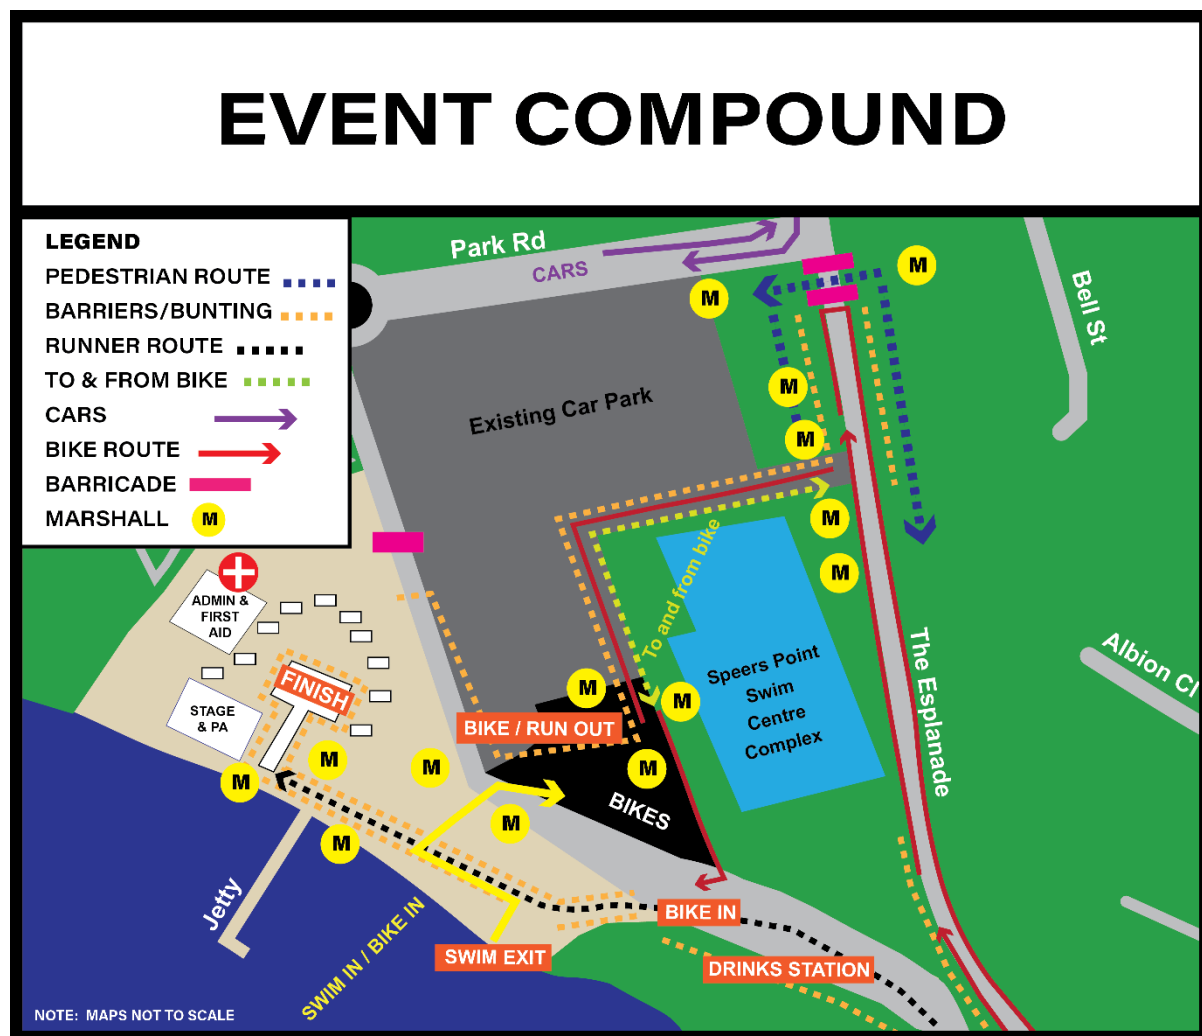 EVENT COMPOUND
LEGEND
PEDESTRIAN ROUTE
BARRIERS/BUNTING
RUNNER ROUTE
TO & FROM BIKE
CARS
BIKE ROUTE
BARRICADE
MARSHALL M
Park Rd
CARS
M
M
Bell St
M
M
Existing Car Park
M
M
To and from bike
Speers Point
Swim
Centre
Complex
The Esplanade
Albion Cl
ADMIN &
FIRST
AID
FINISH
STAGE
& PA
M
M
BIKE / RUN OUT
M
BIKES
M
M
M
M
M
Jetty
SWIM IN / BIKE IN
SWIM EXIT
BIKE IN
DRINKS STATION
NOTE: MAPS NOT TO SCALE